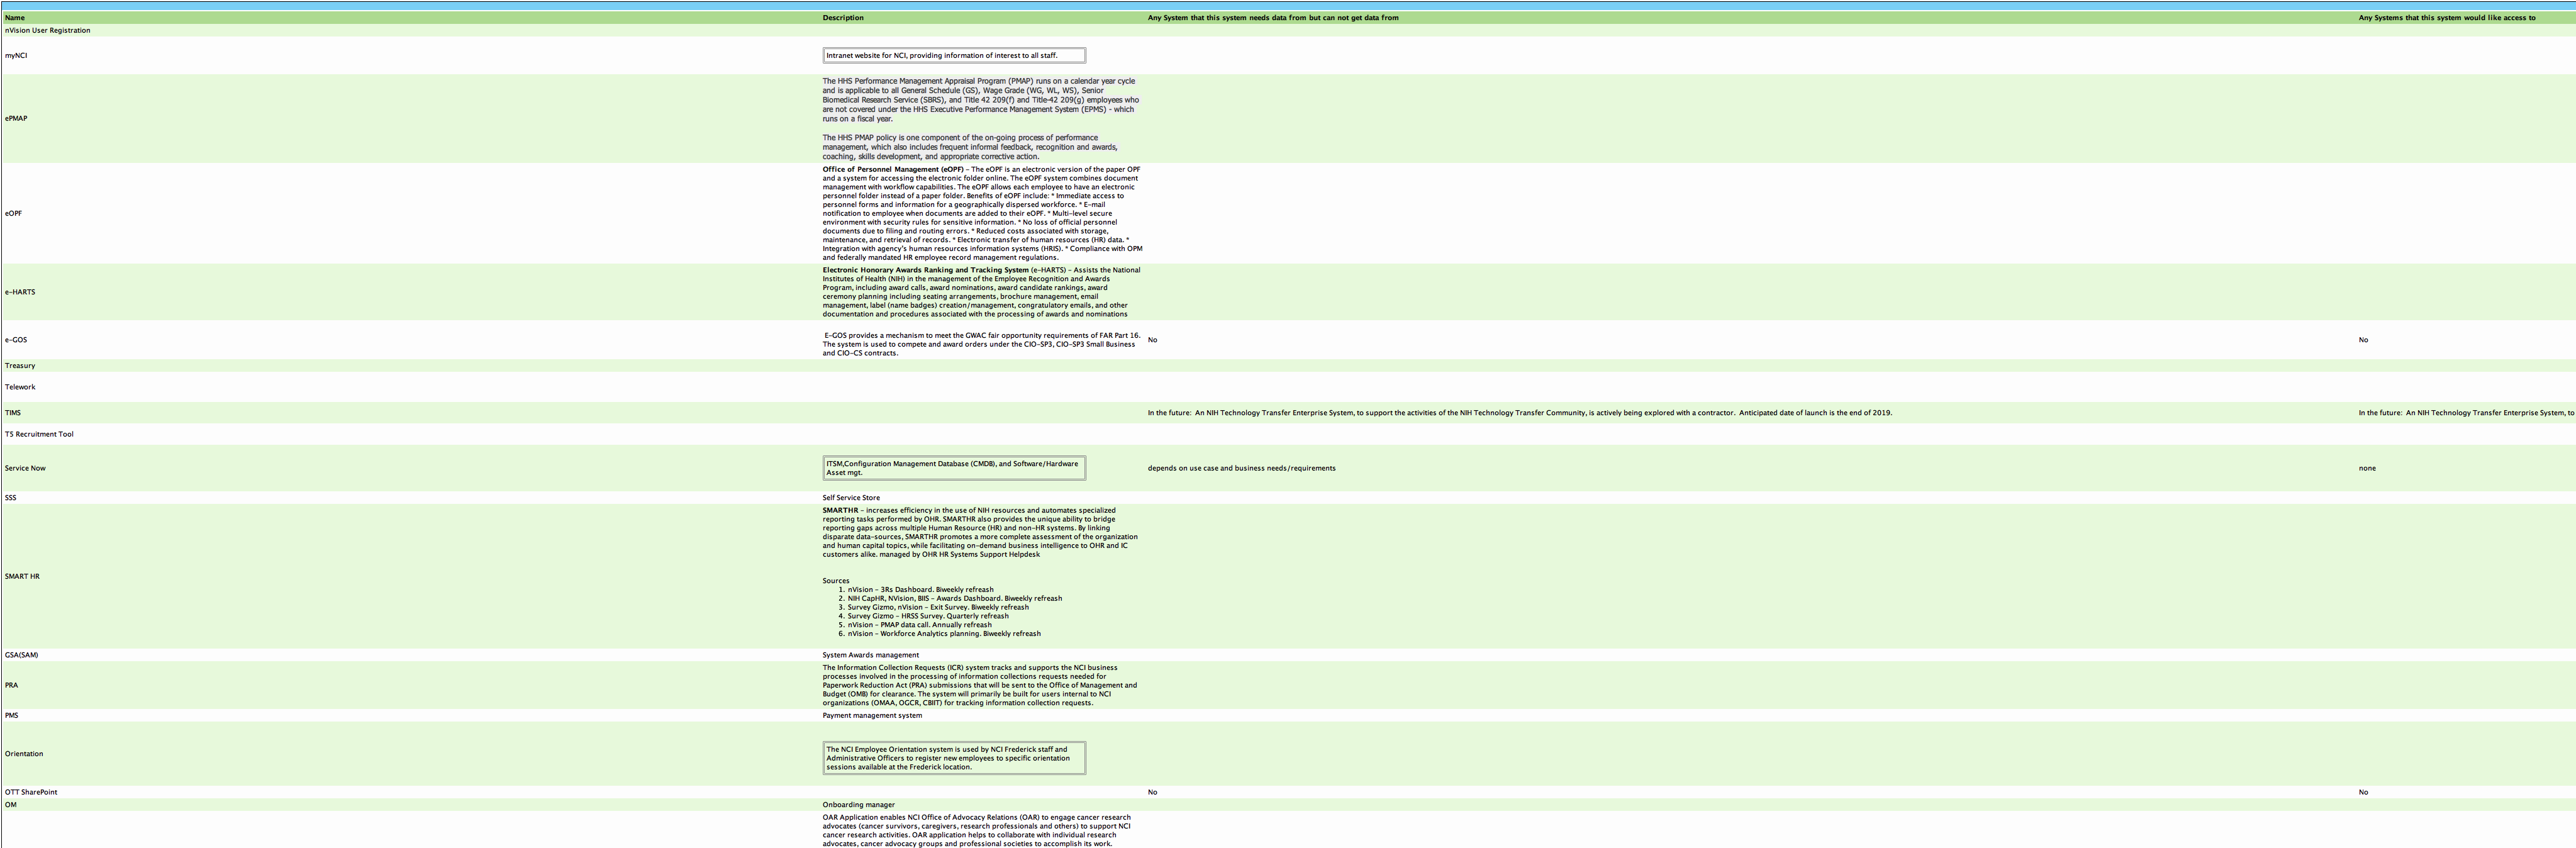 Name Description Any System that this system needs data from but can not get data from Any Systems that this system would like access to
nVision User Registration
myNCI
Intranet website for NCI, providing information of interest to all staff.
ePMAP
The HHS Performance Management Appraisal Program (PMAP) runs on a calendar year cycle
and is applicable to all General Schedule (GS), Wage Grade (WG, WL, WS), Senior
Biomedical Research Service (SBRS), and Title 42 209(f) and Title-42 209(g) employees who
are not covered under the HHS Executive Performance Management System (EPMS) - which
runs on a fiscal year.
The HHS PMAP policy is one component of the on-going process of performance
management, which also includes frequent informal feedback, recognition and awards,
coaching, skills development, and appropriate corrective action.
eOPF
Office of Personnel Management (eOPF) – The eOPF is an electronic version of the paper OPF
and a system for accessing the electronic folder online. The eOPF system combines document
management with workflow capabilities. The eOPF allows each employee to have an electronic
personnel folder instead of a paper folder. Benefits of eOPF include: * Immediate access to
personnel forms and information for a geographically dispersed workforce. * E-mail
notification to employee when documents are added to their eOPF. * Multi-level secure
environment with security rules for sensitive information. * No loss of official personnel
documents due to filing and routing errors. * Reduced costs associated with storage,
maintenance, and retrieval of records. * Electronic transfer of human resources (HR) data. *
Integration with agency's human resources information systems (HRIS). * Compliance with OPM
and federally mandated HR employee record management regulations.
e-HARTS
Electronic Honorary Awards Ranking and Tracking System (e-HARTS) – Assists the National
Institutes of Health (NIH) in the management of the Employee Recognition and Awards
Program, including award calls, award nominations, award candidate rankings, award
ceremony planning including seating arrangements, brochure management, email
management, label (name badges) creation/management, congratulatory emails, and other
documentation and procedures associated with the processing of awards and nominations
e-GOS
E-GOS provides a mechanism to meet the GWAC fair opportunity requirements of FAR Part 16.
The system is used to compete and award orders under the CIO-SP3, CIO-SP3 Small Business
and CIO-CS contracts.
No No
Treasury
Telework
TIMS In the future: An NIH Technology Transfer Enterprise System, to support the activities of the NIH Technology Transfer Community, is actively being explored with a contractor. Anticipated date of launch is the end of 2019. In the future: An NIH Technology Transfer Enterprise System, to
T5 Recruitment Tool
Service Now
ITSM,Configuration Management Database (CMDB), and Software/Hardware
Asset mgt.
depends on use case and business needs/requirements none
SSS Self Service Store
SMART HR
SMARTHR – increases efficiency in the use of NIH resources and automates specialized
reporting tasks performed by OHR. SMARTHR also provides the unique ability to bridge
reporting gaps across multiple Human Resource (HR) and non-HR systems. By linking
disparate data-sources, SMARTHR promotes a more complete assessment of the organization
and human capital topics, while facilitating on-demand business intelligence to OHR and IC
customers alike. managed by OHR HR Systems Support Helpdesk
Sources
1. nVision – 3Rs Dashboard. Biweekly refreash
2. NIH CapHR, NVision, BIIS – Awards Dashboard. Biweekly refreash
3. Survey Gizmo, nVision – Exit Survey. Biweekly refreash
4. Survey Gizmo – HRSS Survey. Quarterly refreash
5. nVision – PMAP data call. Annually refreash
6. nVision – Workforce Analytics planning. Biweekly refreash
GSA(SAM) System Awards management
PRA
The Information Collection Requests (ICR) system tracks and supports the NCI business
processes involved in the processing of information collections requests needed for
Paperwork Reduction Act (PRA) submissions that will be sent to the Office of Management and
Budget (OMB) for clearance. The system will primarily be built for users internal to NCI
organizations (OMAA, OGCR, CBIIT) for tracking information collection requests.
PMS Payment management system
Orientation
The NCI Employee Orientation system is used by NCI Frederick staff and
Administrative Officers to register new employees to specific orientation
sessions available at the Frederick location.
OTT SharePoint No No
OM Onboarding manager
OAR Application enables NCI Office of Advocacy Relations (OAR) to engage cancer research
advocates (cancer survivors, caregivers, research professionals and others) to support NCI
cancer research activities. OAR application helps to collaborate with individual research
advocates, cancer advocacy groups and professional societies to accomplish its work.